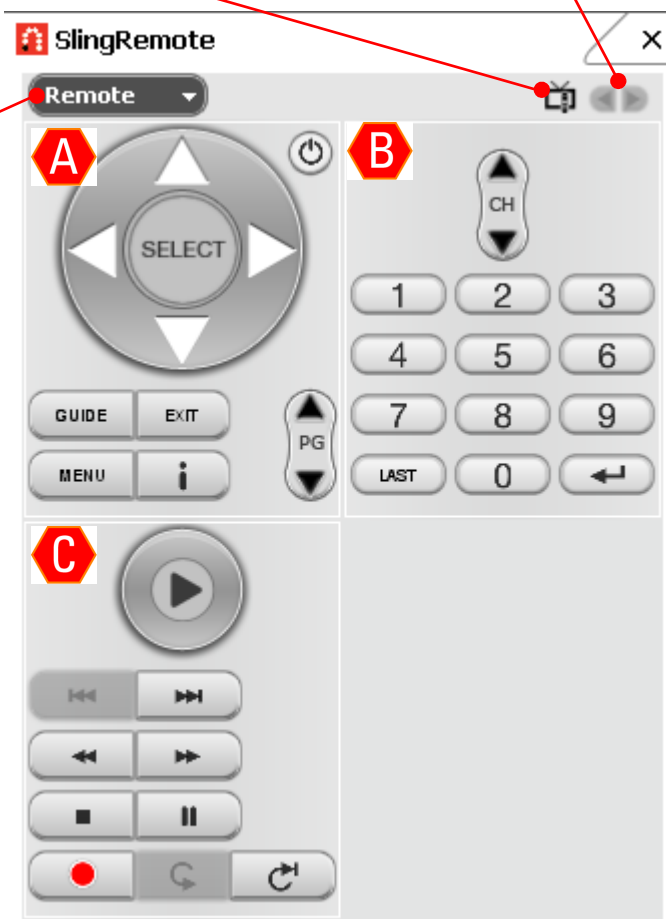 SlingRemote
Remote
A
B
SELECT
CH
1 2 3
4 5 6
GUIDE EXIT
7 8 9
PG
MENU i
LAST 0
C